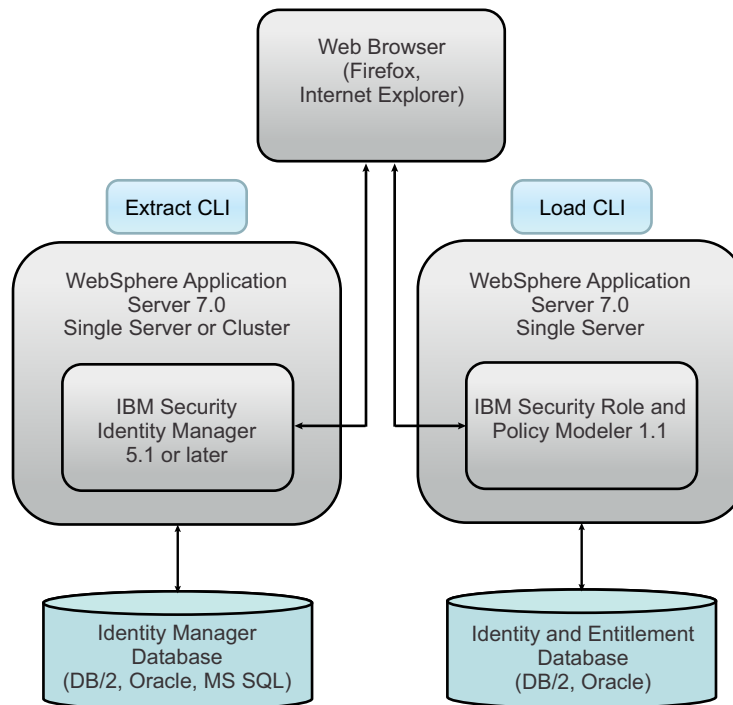 Web Browser
(Firefox,
Internet Explorer)
Extract CLI
Load CLI
WebSphere Application
Server 7.0
Single Server or Cluster
IBM Security
Identity Manager
5.1 or later
WebSphere Application
Server 7.0
Single Server
IBM Security Role and
Policy Modeler 1.1
Identity Manager
Database
(DB/2, Oracle, MS SQL)
Identity and Entitlement
Database
(DB/2, Oracle)